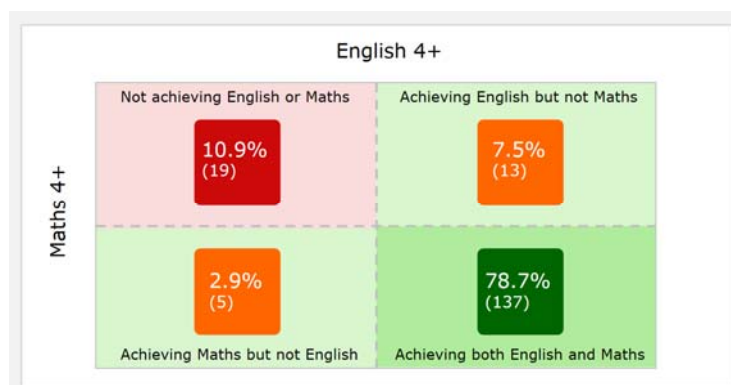 English 4+
Not achieving English or Maths
Achieving English but not Maths
10.9%
(19)
7.5%
(13)
Maths 4+
2.9%
(5)
78.7%
(137)
Achieving Maths but not English
Achieving both English and Maths